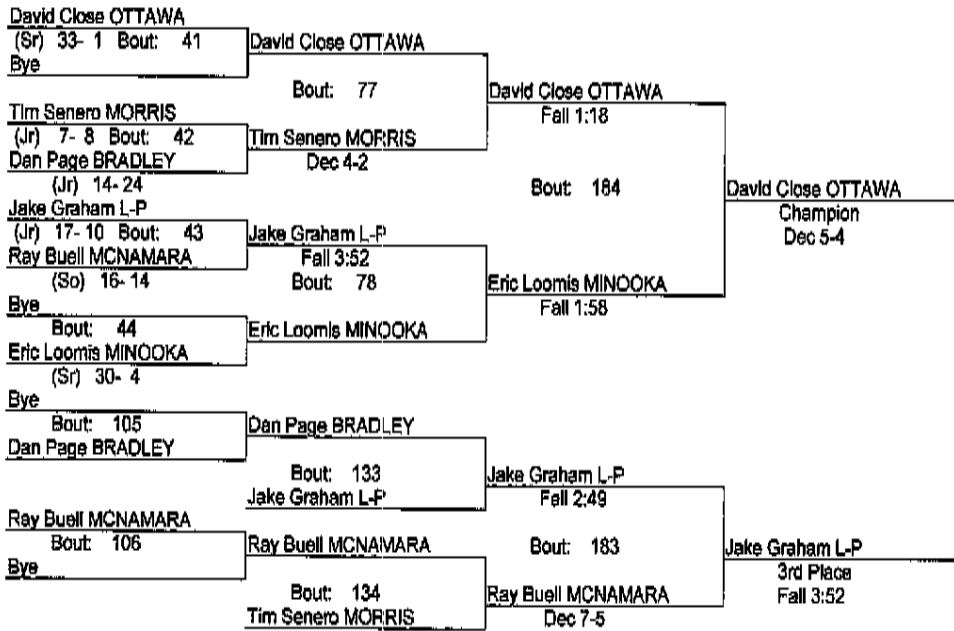 David Close OTTAWA
(Sr) 33- 1 Bout: 41
Bye
David Close OTTAWA
Bout: 77
Tim Senero MORRIS
(Jr) 7- 8 Bout: 42
Dan Page BRADLEY
(Jr) 14- 24
Tim Senero MORRIS
Dec 4-2
David Close OTTAWA
Fall 1:18
Bout: 184
Jake Graham L-P
(Jr) 17- 10 Bout: 43
Ray Buell MCNAMARA
(So) 16- 14
Jake Graham L-P
Fall 3:52
Bout: 78
Bye
Bout: 44
Eric Loomis MINOOKA
(Sr) 30- 4
Eric Loomis MINOOKA
Eric Loomis MINOOKA
Fall 1:58
David Close OTTAWA
Champion
Dec 5-4
Bye
Bout: 105
Dan Page BRADLEY
Dan Page BRADLEY
Bout: 133
Jake Graham L-P
Jake Graham L-P
Fall 2:49
Bout: 183
Ray Buell MCNAMARA
Bout: 106
Bye
Ray Buell MCNAMARA
Bout: 134
Tim Senero MORRIS
Ray Buell MCNAMARA
Dec 7-5
Jake Graham L-P
3rd Place
Fall 3:52